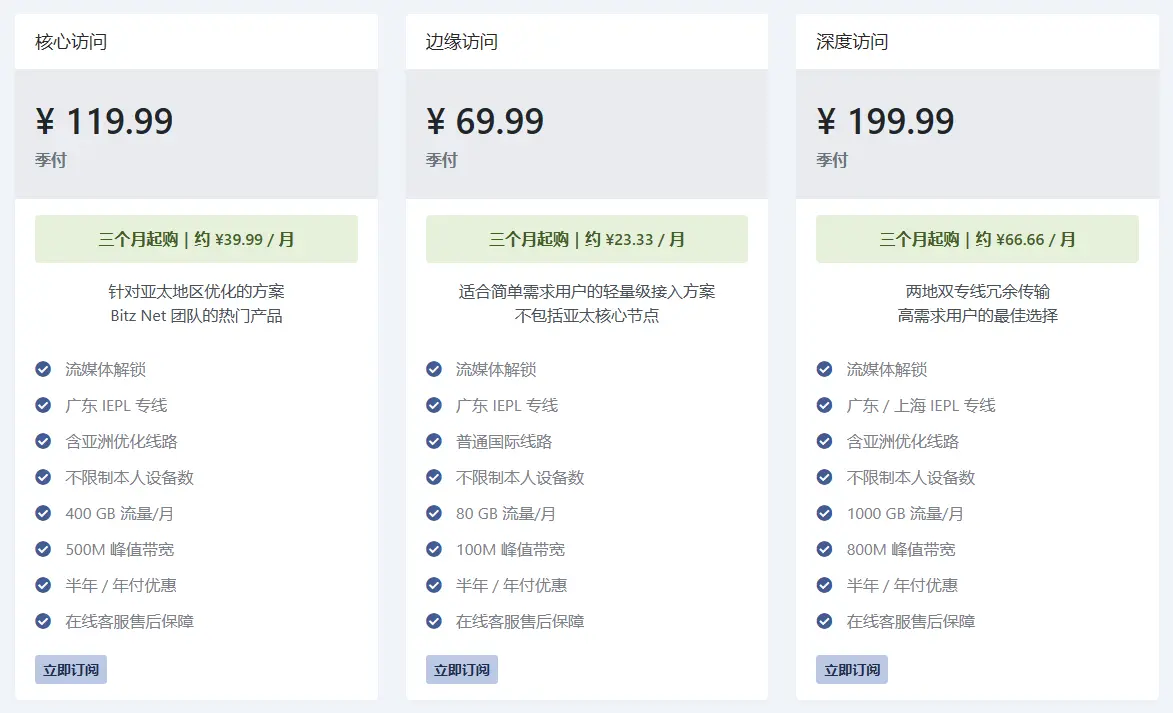 核心访问
¥ 119.99
季付
三个月起购 | 约 ¥39.99 / 月
针对亚太地区优化的方案
Bitz Net 团队的热门产品
流媒体解锁
广东 IEPL 专线
含亚洲优化线路
不限制本人设备数
400 GB 流量/月
500M 峰值带宽
半年 / 年付优惠
在线客服售后保障
立即订阅
边缘访问
¥ 69.99
季付
三个月起购 | 约 ¥23.33 / 月
适合简单需求用户的轻量级接入方案
不包括亚太核心节点
流媒体解锁
广东 IEPL 专线
普通国际线路
不限制本人设备数
80 GB 流量/月
100M 峰值带宽
半年 / 年付优惠
在线客服售后保障
立即订阅
深度访问
¥ 199.99
季付
三个月起购 | 约 ¥66.66 / 月
两地双专线冗余传输
高需求用户的最佳选择
流媒体解锁
广东 / 上海 IEPL 专线
含亚洲优化线路
不限制本人设备数
1000 GB 流量/月
800M 峰值带宽
半年 / 年付优惠
在线客服售后保障
立即订阅